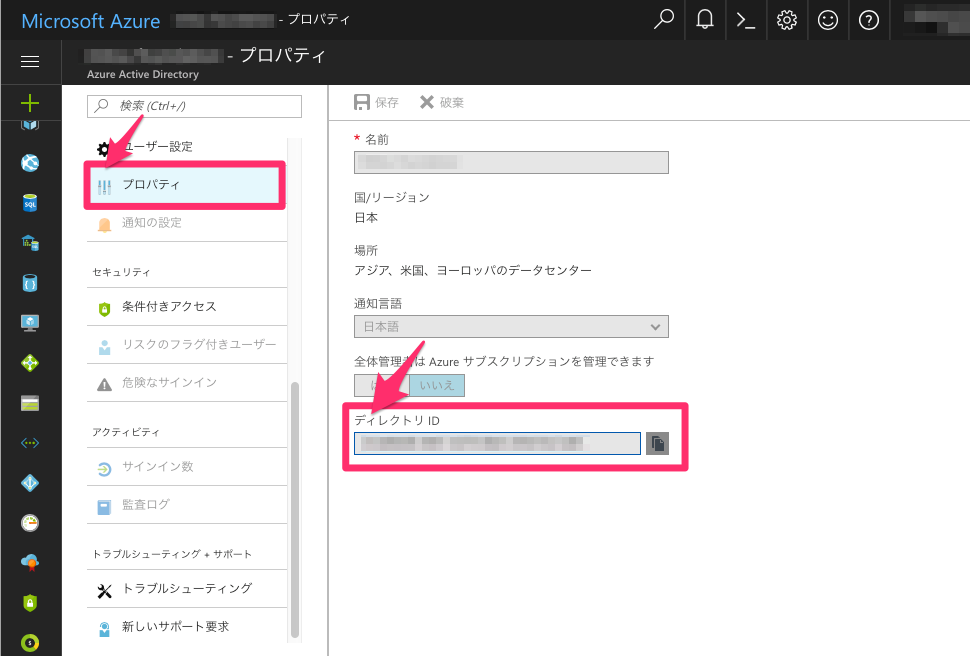 Microsoft Azure - プロパティ
- プロパティ
Azure Active Directory
検索 (Ctrl+/)
ユーザー設定
プロパティ
通知の設定
セキュリティ
条件付きアクセス
リスクのフラグ付きユーザー
危険なサインイン
アクティビティ
サインイン数
監査ログ
トラブルシューティング + サポート
トラブルシューティング
新しいサポート要求
保存 破棄
* 名前
国/リージョン
日本
場所
アジア、米国、ヨーロッパのデータセンター
通知言語
日本語
全体管理者は Azure サブスクリプションを管理できます
いいえ
ディレクトリ ID
SQL